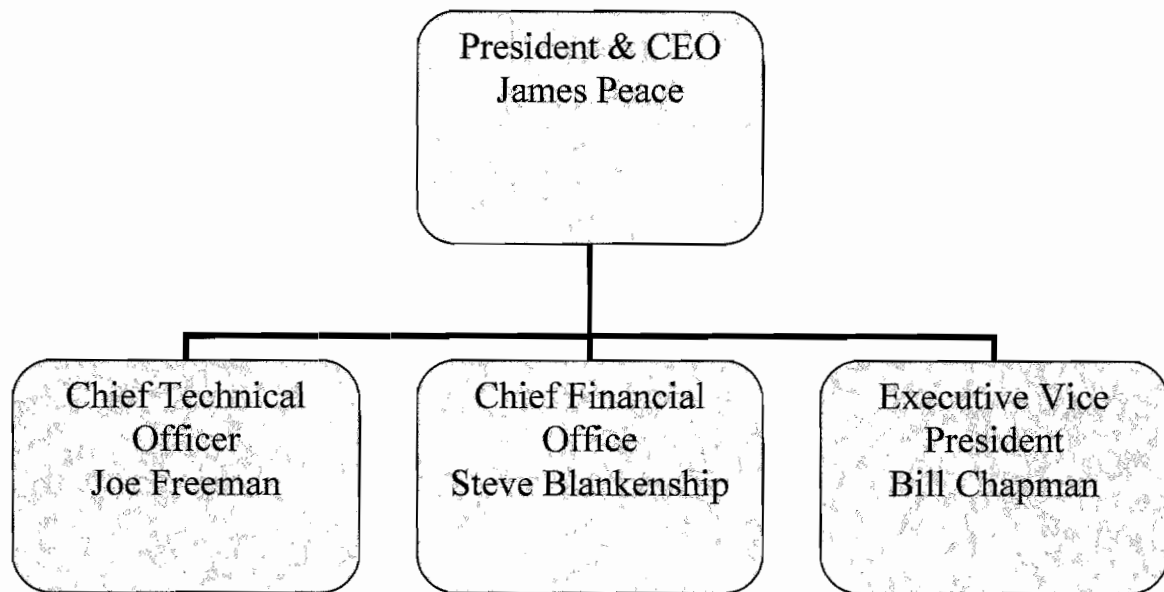 President & CEO
James Peace
Chief Technical
Officer
Joe Freeman
Chief Financial
Office
Steve Blankenship
Executive Vice
President
Bill Chapman